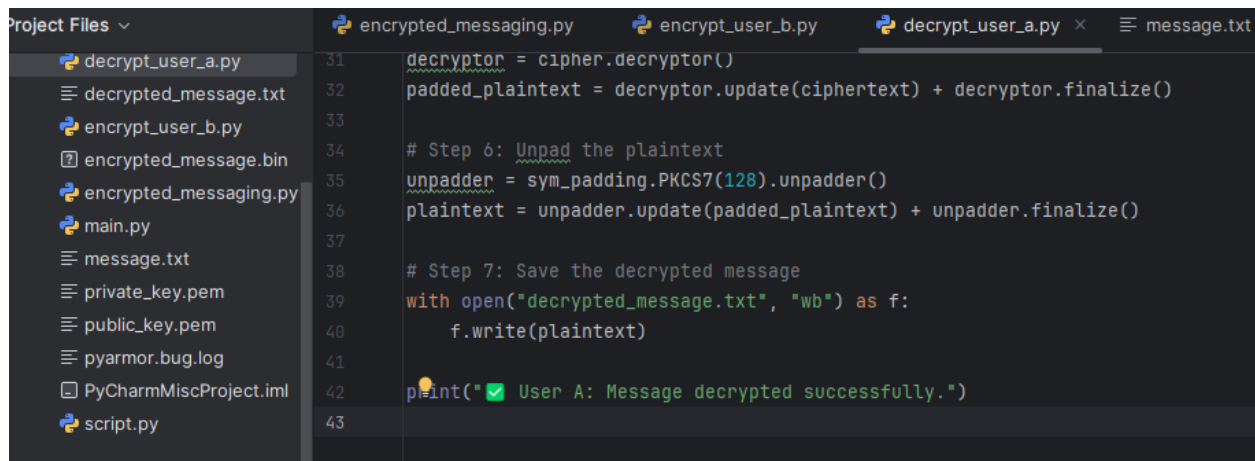 Project Files
encrypted_messaging.py
encrypt_user_b.py
decrypt_user_a.py
message.txt
decrypt_user_a.py
decrypted_message.txt
encrypt_user_b.py
encrypted_message.bin
encrypted_messaging.py
main.py
message.txt
private_key.pem
public_key.pem
pyarmor.bug.log
PyCharmMiscProject.iml
script.py
31 decryptor = cipher.decryptor()
32 padded_plaintext = decryptor.update(ciphertext) + decryptor.finalize()
33
34 # Step 6: Unpad the plaintext
35 unpadder = sym_padding.PKCS7(128).unpadder()
36 plaintext = unpadder.update(padded_plaintext) + unpadder.finalize()
37
38 # Step 7: Save the decrypted message
39 with open("decrypted_message.txt", "wb") as f:
40     f.write(plaintext)
41
42 print("✅ User A: Message decrypted successfully.")
43